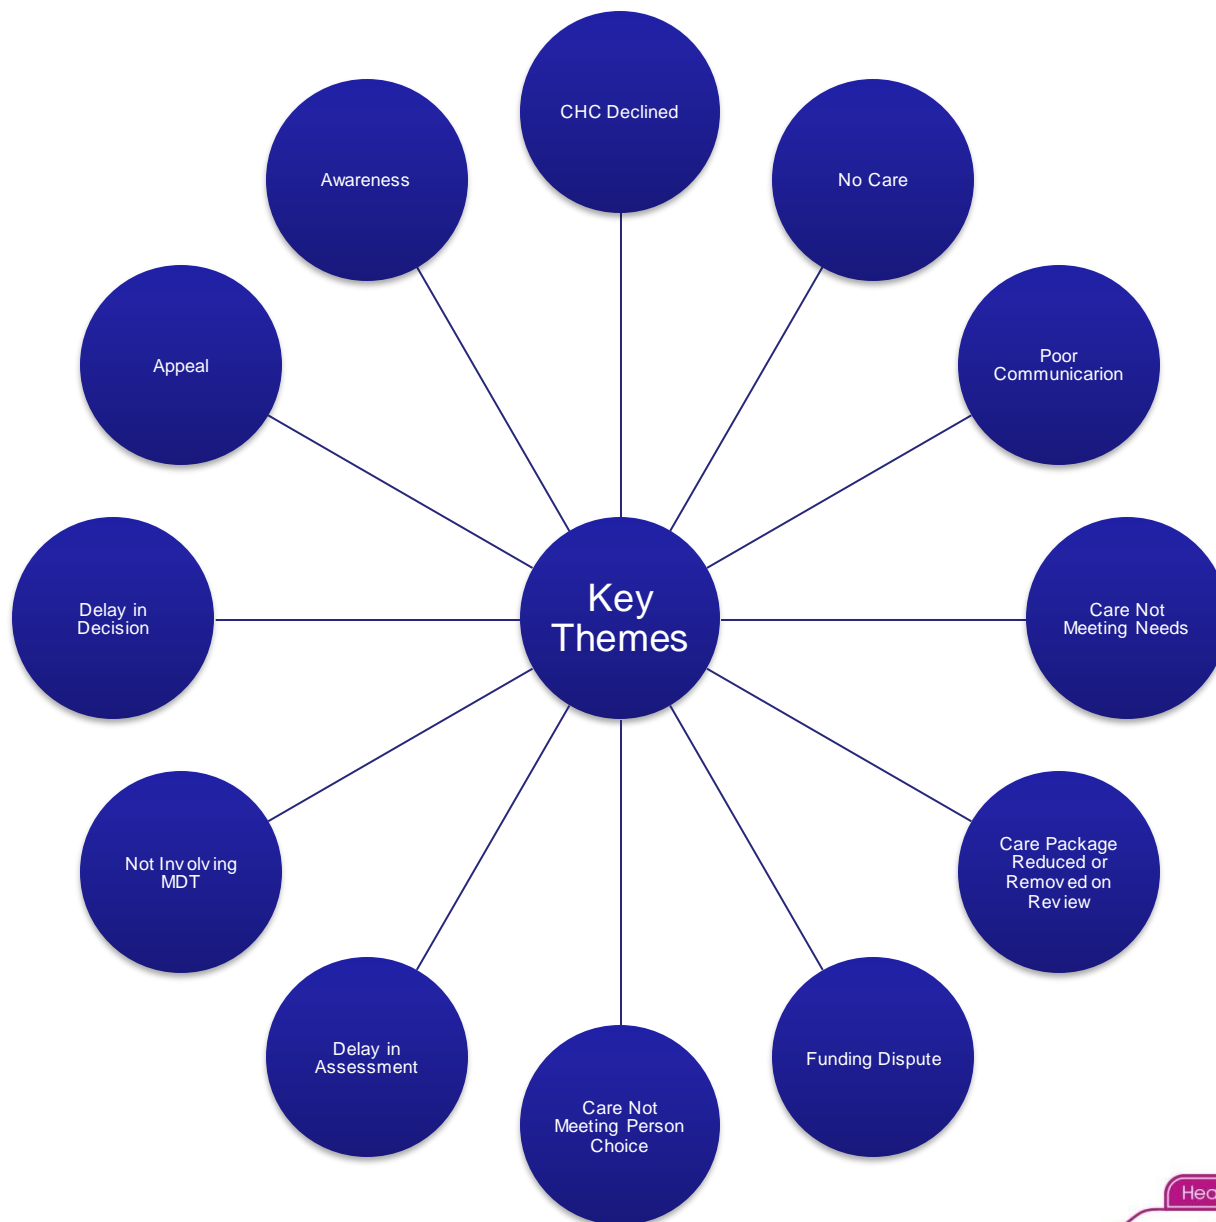 CHC Declined
No Care
Poor
Communicarion
Care Not
Meeting Needs
Care Package
Reduced or
Removed on
Review
Funding Dispute
Care Not
Meeting Person
Choice
Delay in
Assessment
Not Involving
MDT
Delay in
Decision
Appeal
Awareness
Key
Themes